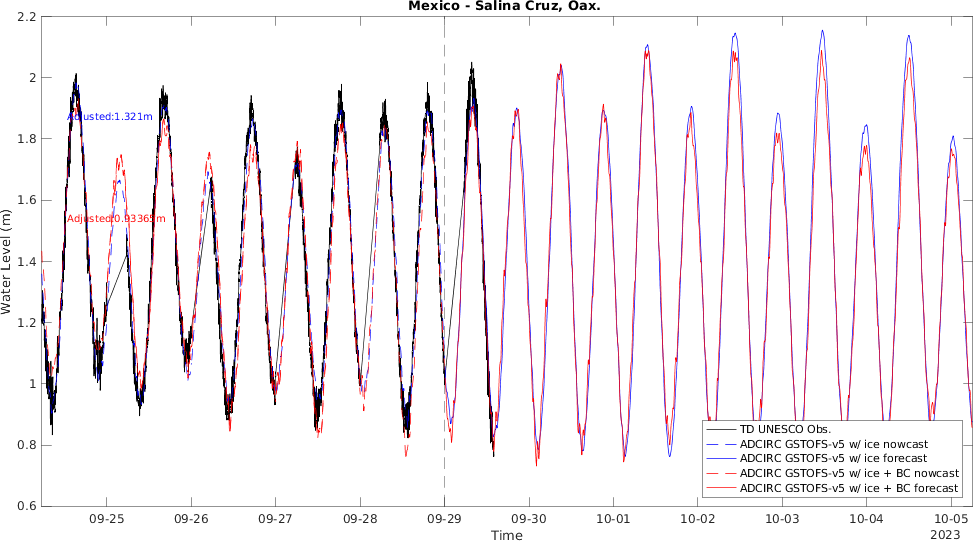 Mexico - Salina Cruz, Oax.
2.2
2
1.8
1.6
1.4
1.2
1
0.8
0.6
Water Level (m)
Adjusted:1.321m
Adjusted:0.93365m
TD UNESCO Obs.
ADCIRC GSTOFS-v5 w/ ice nowcast
ADCIRC GSTOFS-v5 w/ ice forecast
ADCIRC GSTOFS-v5 w/ ice + BC nowcast
ADCIRC GSTOFS-v5 w/ ice + BC forecast
09-25 09-26 09-27 09-28 09-29 09-30 10-01 10-02 10-03 10-04 10-05
Time
2023